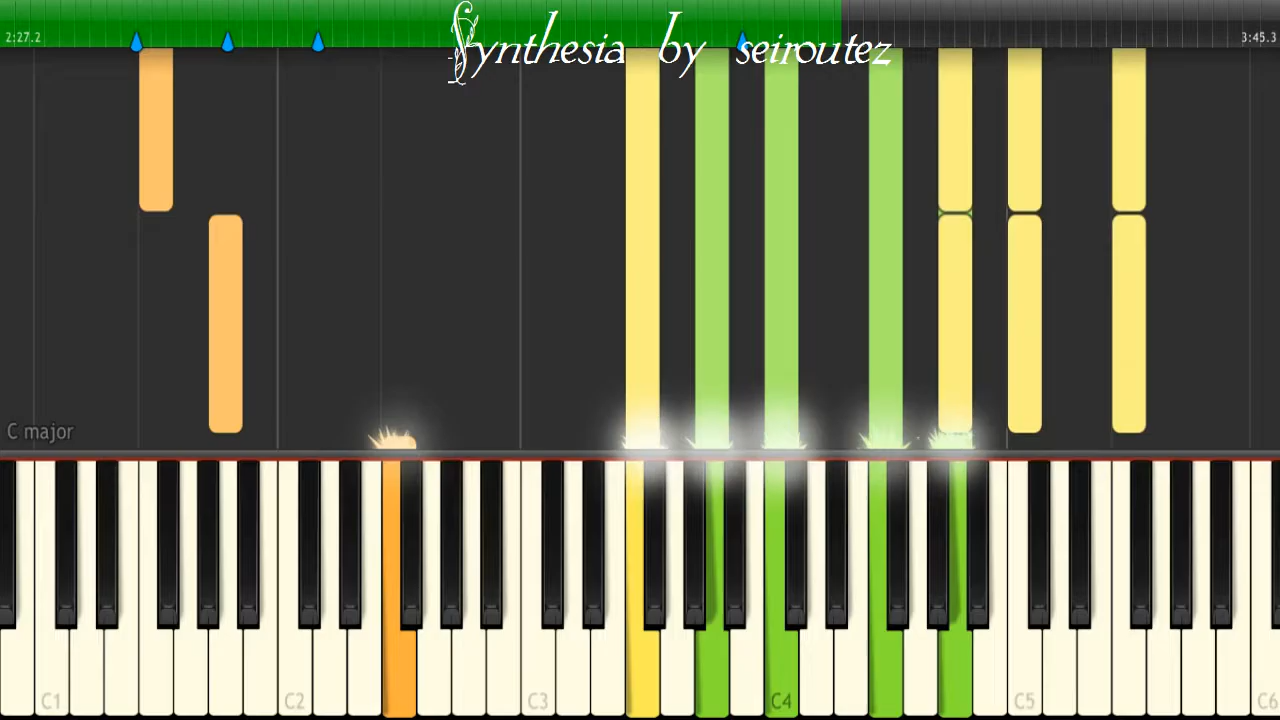 Synthesia by seiroutez
2:27.2
3:45.3
C major
C1 C2 C3 C4 C5 C6